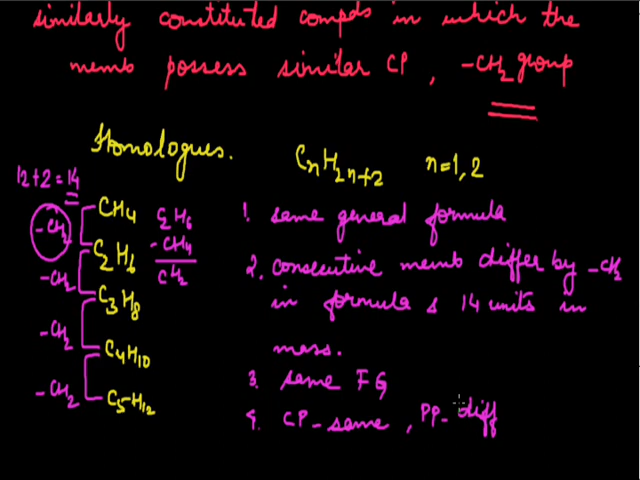 similarly constituted compds in which the
memb possess similar CP, -CH2 group
Homologues. CnH2n+2 n=1,2
12+2=14
CH4 C2H6
-CH2 -CH4
C2H6 CH2
-CH2
C3H8
-CH2
C4H10
-CH2
C5H12
1. same general formula
2. consecutive memb differ by -CH2
in formula & 14 units in
mass.
3. same FG
4. CP-same, PP-diff